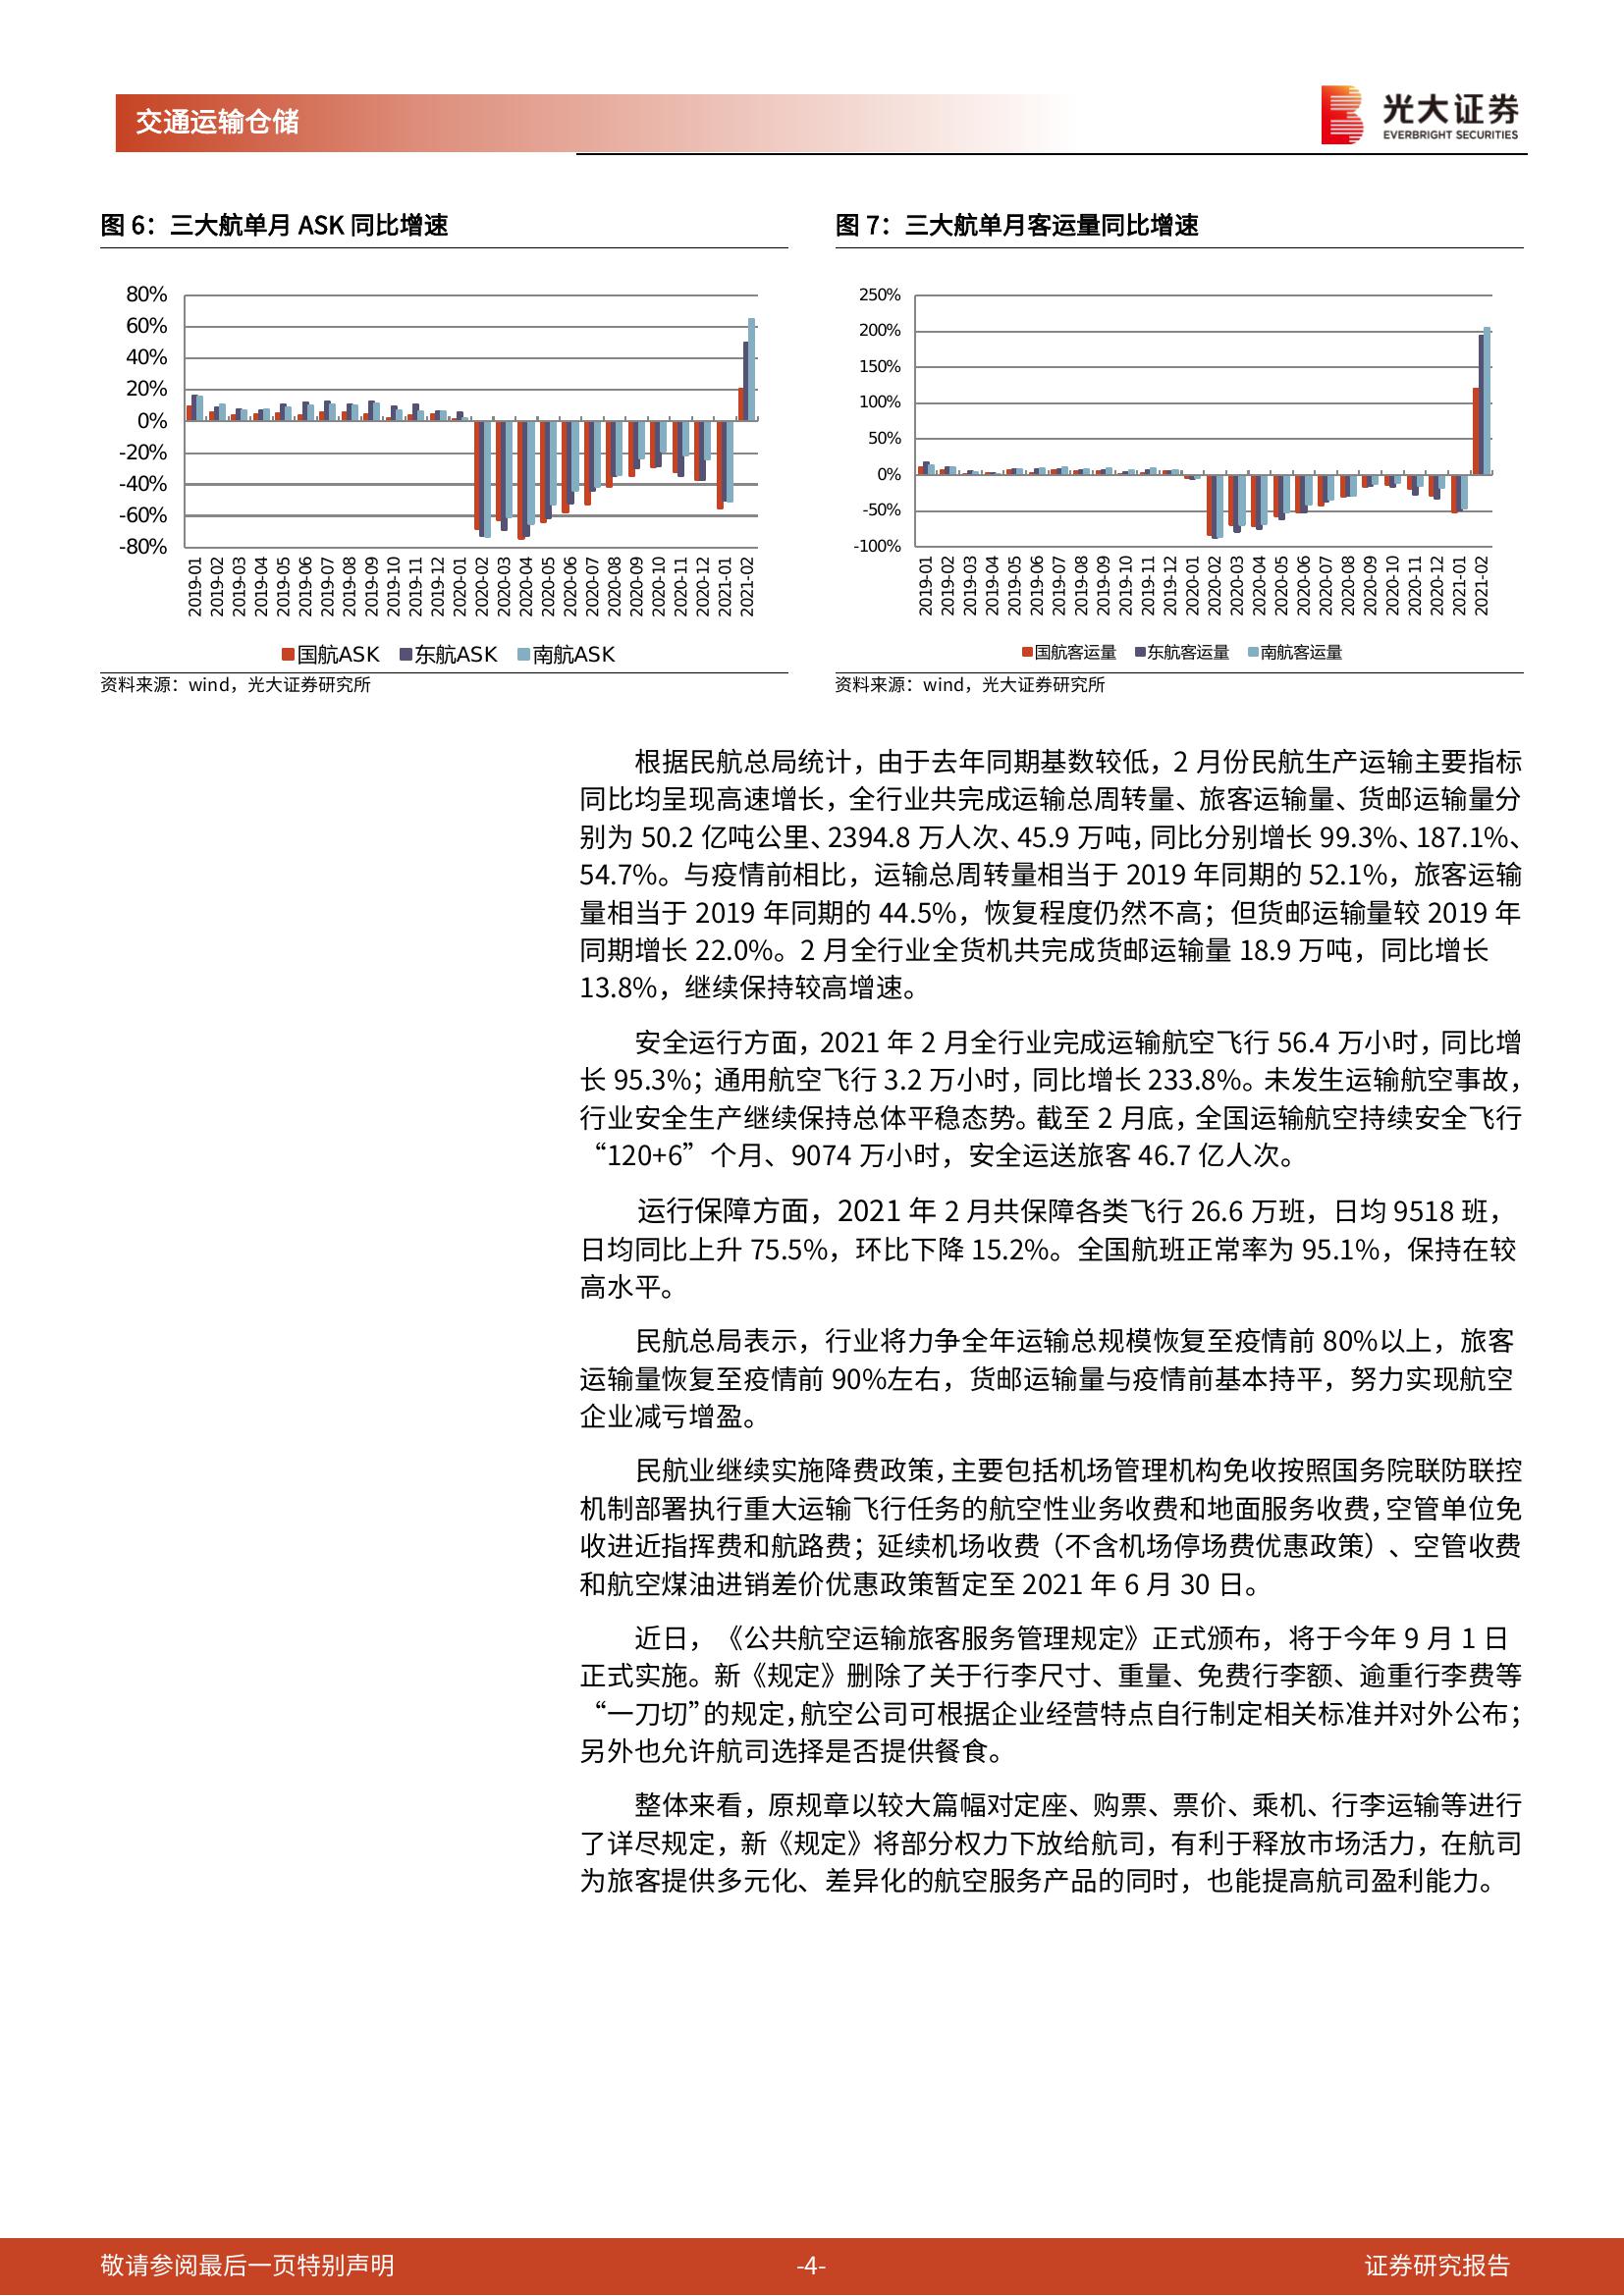 交通运输仓储
光大证券
EVERBRIGHT SECURITIES
图 6：三大航单月 ASK 同比增速
80%
60%
40%
20%
0%
-20%
-40%
-60%
-80%
2019-01
2019-02
2019-03
2019-04
2019-05
2019-06
2019-07
2019-08
2019-09
2019-10
2019-11
2019-12
2020-01
2020-02
2020-03
2020-04
2020-05
2020-06
2020-07
2020-08
2020-09
2020-10
2020-11
2020-12
2021-01
2021-02
国航ASK 东航ASK 南航ASK
资料来源：wind，光大证券研究所
图 7：三大航单月客运量同比增速
250%
200%
150%
100%
50%
0%
-50%
-100%
2019-01
2019-02
2019-03
2019-04
2019-05
2019-06
2019-07
2019-08
2019-09
2019-10
2019-11
2019-12
2020-01
2020-02
2020-03
2020-04
2020-05
2020-06
2020-07
2020-08
2020-09
2020-10
2020-11
2020-12
2021-01
2021-02
国航客运量 东航客运量 南航客运量
资料来源：wind，光大证券研究所
根据民航总局统计，由于去年同期基数较低，2 月份民航生产运输主要指标
同比均呈现高速增长，全行业共完成运输总周转量、旅客运输量、货邮运输量分
别为 50.2 亿吨公里、2394.8 万人次、45.9 万吨，同比分别增长 99.3%、187.1%、
54.7%。与疫情前相比，运输总周转量相当于 2019 年同期的 52.1%，旅客运输
量相当于 2019 年同期的 44.5%，恢复程度仍然不高；但货邮运输量较 2019 年
同期增长 22.0%。2 月全行业全货机共完成货邮运输量 18.9 万吨，同比增长
13.8%，继续保持较高增速。
安全运行方面，2021 年 2 月全行业完成运输航空飞行 56.4 万小时，同比增
长 95.3%；通用航空飞行 3.2 万小时，同比增长 233.8%。未发生运输航空事故，
行业安全生产继续保持总体平稳态势。截至 2 月底，全国运输航空持续安全飞行
“120+6”个月、9074 万小时，安全运送旅客 46.7 亿人次。
运行保障方面，2021 年 2 月共保障各类飞行 26.6 万班，日均 9518 班，
日均同比上升 75.5%，环比下降 15.2%。全国航班正常率为 95.1%，保持在较
高水平。
民航总局表示，行业将力争全年运输总规模恢复至疫情前 80%以上，旅客
运输量恢复至疫情前 90%左右，货邮运输量与疫情前基本持平，努力实现航空
企业减亏增盈。
民航业继续实施降费政策，主要包括机场管理机构免收按照国务院联防联控
机制部署执行重大运输飞行任务的航空性业务收费和地面服务收费，空管单位免
收进近指挥费和航路费；延续机场收费（不含机场停场费优惠政策）、空管收费
和航空煤油进销差价优惠政策暂定至 2021 年 6 月 30 日。
近日，《公共航空运输旅客服务管理规定》正式颁布，将于今年 9 月 1 日
正式实施。新《规定》删除了关于行李尺寸、重量、免费行李额、逾重行李费等
“一刀切”的规定，航空公司可根据企业经营特点自行制定相关标准并对外公布；
另外也允许航司选择是否提供餐食。
整体来看，原规章以较大篇幅对定座、购票、票价、乘机、行李运输等进行
了详尽规定，新《规定》将部分权力下放给航司，有利于释放市场活力，在航司
为旅客提供多元化、差异化的航空服务产品的同时，也能提高航司盈利能力。
敬请参阅最后一页特别声明 -4- 证券研究报告